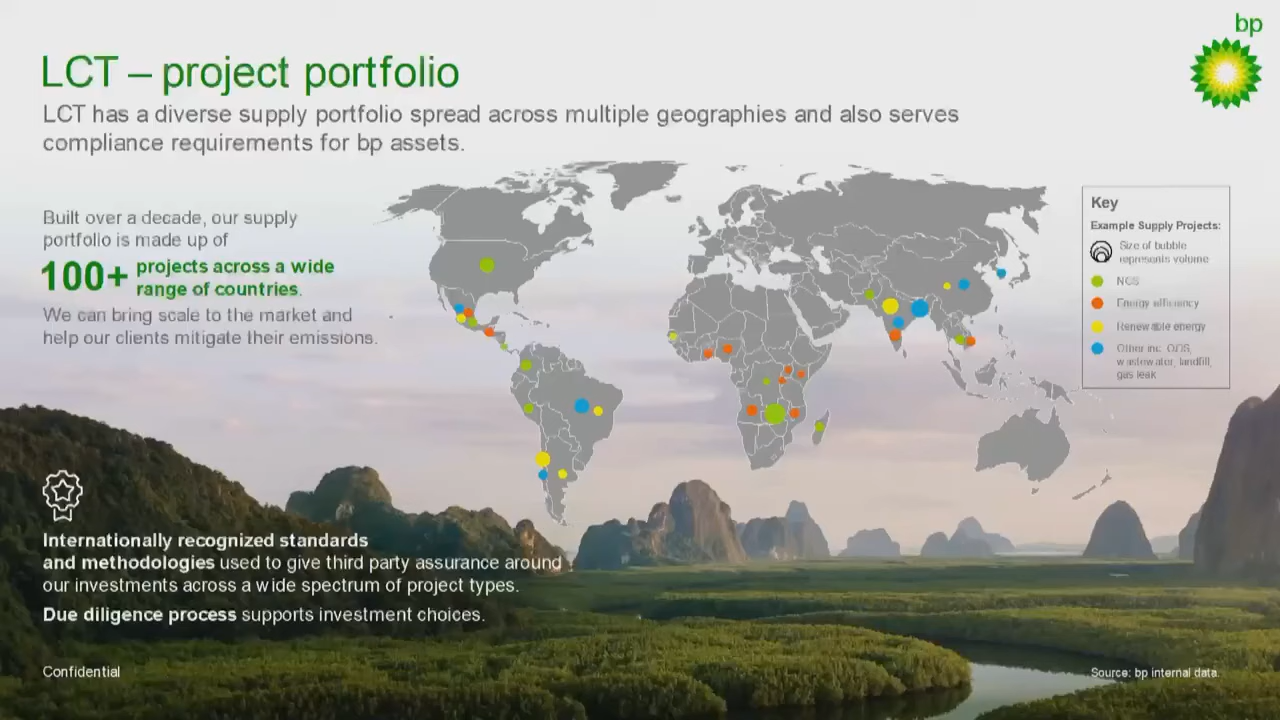 bp
LCT – project portfolio
LCT has a diverse supply portfolio spread across multiple geographies and also serves
compliance requirements for bp assets.
Built over a decade, our supply
portfolio is made up of
100+ projects across a wide
range of countries.
We can bring scale to the market and
help our clients mitigate their emissions.
Key
Example Supply Projects:
Size of bubble
represents volume
NCS
Energy efficiency
Renewable energy
Other inc. ODS,
wastewater, landfill,
gas leak
Internationally recognized standards
and methodologies used to give third party assurance around
our investments across a wide spectrum of project types.
Due diligence process supports investment choices.
Confidential
Source: bp internal data.